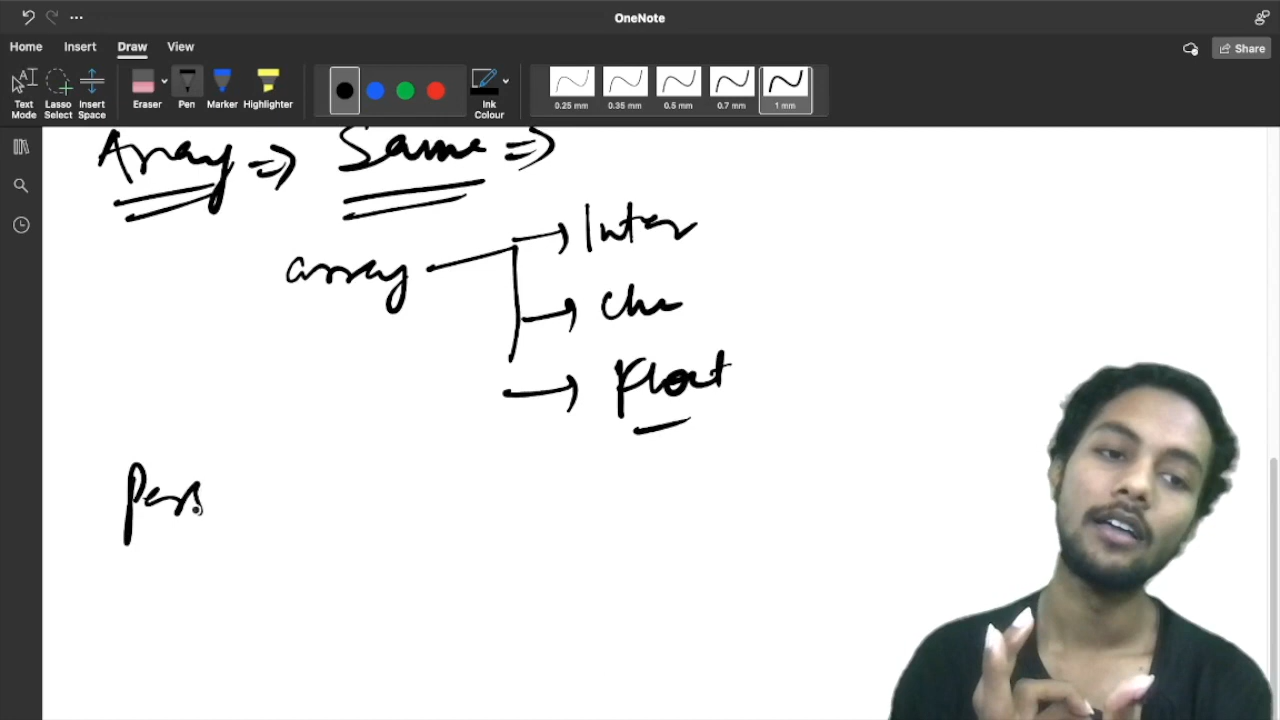 OneNote
Home Insert Draw View
Share
Text Mode
Lasso Select
Insert Space
Eraser
Pen
Marker
Highlighter
Ink Colour
0.25 mm
0.35 mm
0.5 mm
0.7 mm
1 mm
Array => Same =>
array → Inter
→ Cha
→ Float
Pers